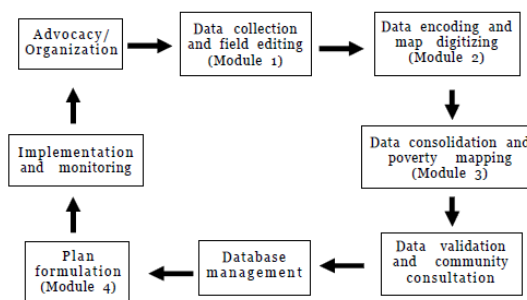 Advocacy/
Organization
Data collection
and field editing
(Module 1)
Data encoding and
map digitizing
(Module 2)
Data consolidation and
poverty mapping
(Module 3)
Data validation
and community
consultation
Database
management
Plan
formulation
(Module 4)
Implementation
and monitoring